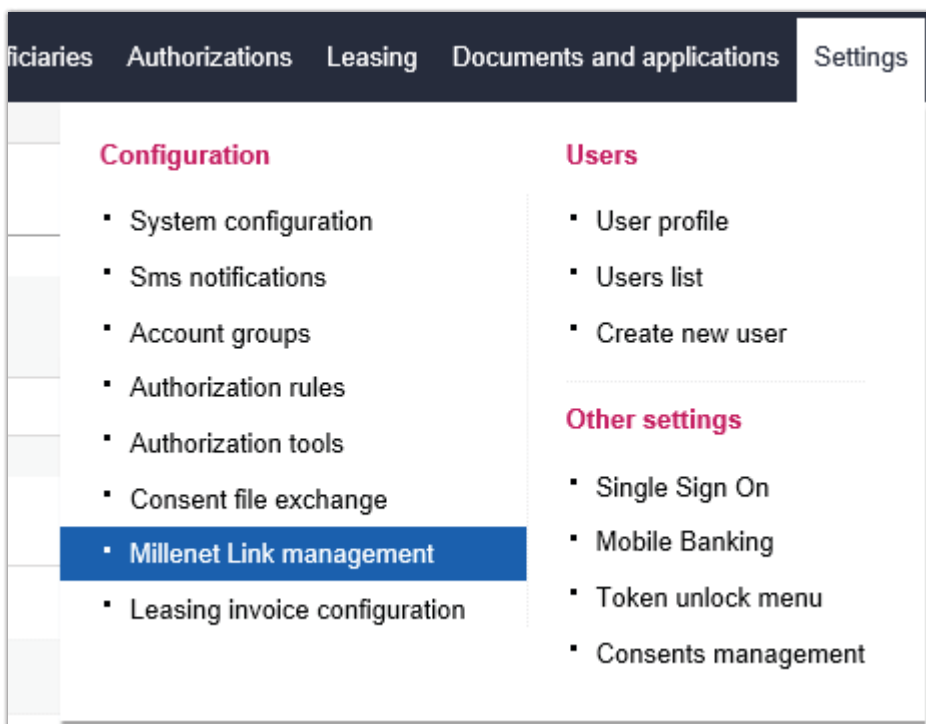 ficiaries Authorizations Leasing Documents and applications Settings
Configuration
System configuration
Sms notifications
Account groups
Authorization rules
Authorization tools
Consent file exchange
Millenet Link management
Leasing invoice configuration
Users
User profile
Users list
Create new user
Other settings
Single Sign On
Mobile Banking
Token unlock menu
Consents management